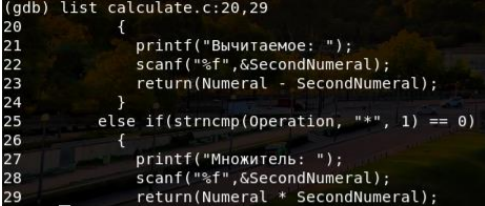 (gdb) list calculate.c:20,29
20 {
21 printf("Вычитаемое: ");
22 scanf("%f",&SecondNumeral);
23 return(Numeral - SecondNumeral);
24 }
25 else if(strncmp(Operation, "*", 1) == 0)
26 {
27 printf("Множитель: ");
28 scanf("%f",&SecondNumeral);
29 return(Numeral * SecondNumeral);